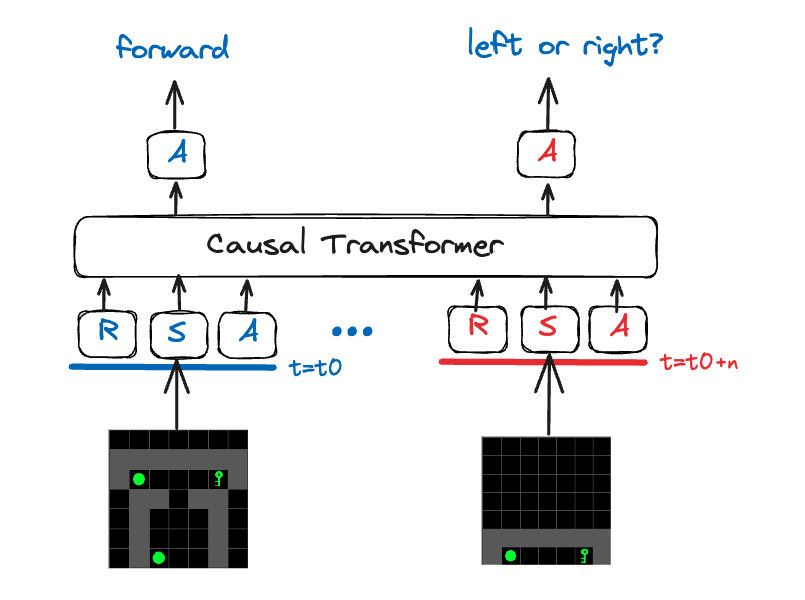 forward
left or right?
A
A
Causal Transformer
R S A ... R S A
t=t0
t=t0+n